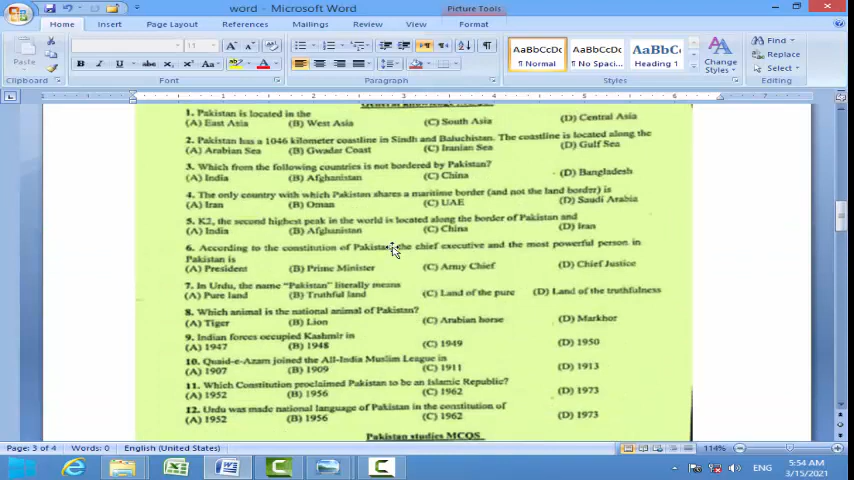 word - Microsoft Word
Picture Tools
Home Insert Page Layout References Mailings Review View Format
Paste
Clipboard
11
Font
Paragraph
AaBbCcDc AaBbCcDc AaBbCc
¶ Normal ¶ No Spaci... Heading 1
Change Styles
Styles
Find
Replace
Select
Editing
General knowledge
1. Pakistan is located in the
(A) East Asia (B) West Asia (C) South Asia (D) Central Asia
2. Pakistan has a 1046 kilometer coastline in Sindh and Baluchistan. The coastline is located along the
(A) Arabian Sea (B) Gwadar Coast (C) Iranian Sea (D) Gulf Sea
3. Which from the following countries is not bordered by Pakistan?
(A) India (B) Afghanistan (C) China (D) Bangladesh
4. The only country with which Pakistan shares a maritime border (and not the land border) is
(A) Iran (B) Oman (C) UAE (D) Saudi Arabia
5. K2, the second highest peak in the world is located along the border of Pakistan and
(A) India (B) Afghanistan (C) China (D) Iran
6. According to the constitution of Pakistan, the chief executive and the most powerful person in
Pakistan is
(A) President (B) Prime Minister (C) Army Chief (D) Chief Justice
7. In Urdu, the name "Pakistan" literally means
(A) Pure land (B) Truthful land (C) Land of the pure (D) Land of the truthfulness
8. Which animal is the national animal of Pakistan?
(A) Tiger (B) Lion (C) Arabian horse (D) Markhor
9. Indian forces occupied Kashmir in
(A) 1947 (B) 1948 (C) 1949 (D) 1950
10. Quaid-e-Azam joined the All-India Muslim League in
(A) 1907 (B) 1909 (C) 1911 (D) 1913
11. Which Constitution proclaimed Pakistan to be an Islamic Republic?
(A) 1952 (B) 1956 (C) 1962 (D) 1973
12. Urdu was made national language of Pakistan in the constitution of
(A) 1952 (B) 1956 (C) 1962 (D) 1973
Pakistan studies MCQS
Page: 3 of 4 Words: 0 English (United States) 114%
ENG
5:54 AM
3/15/2021